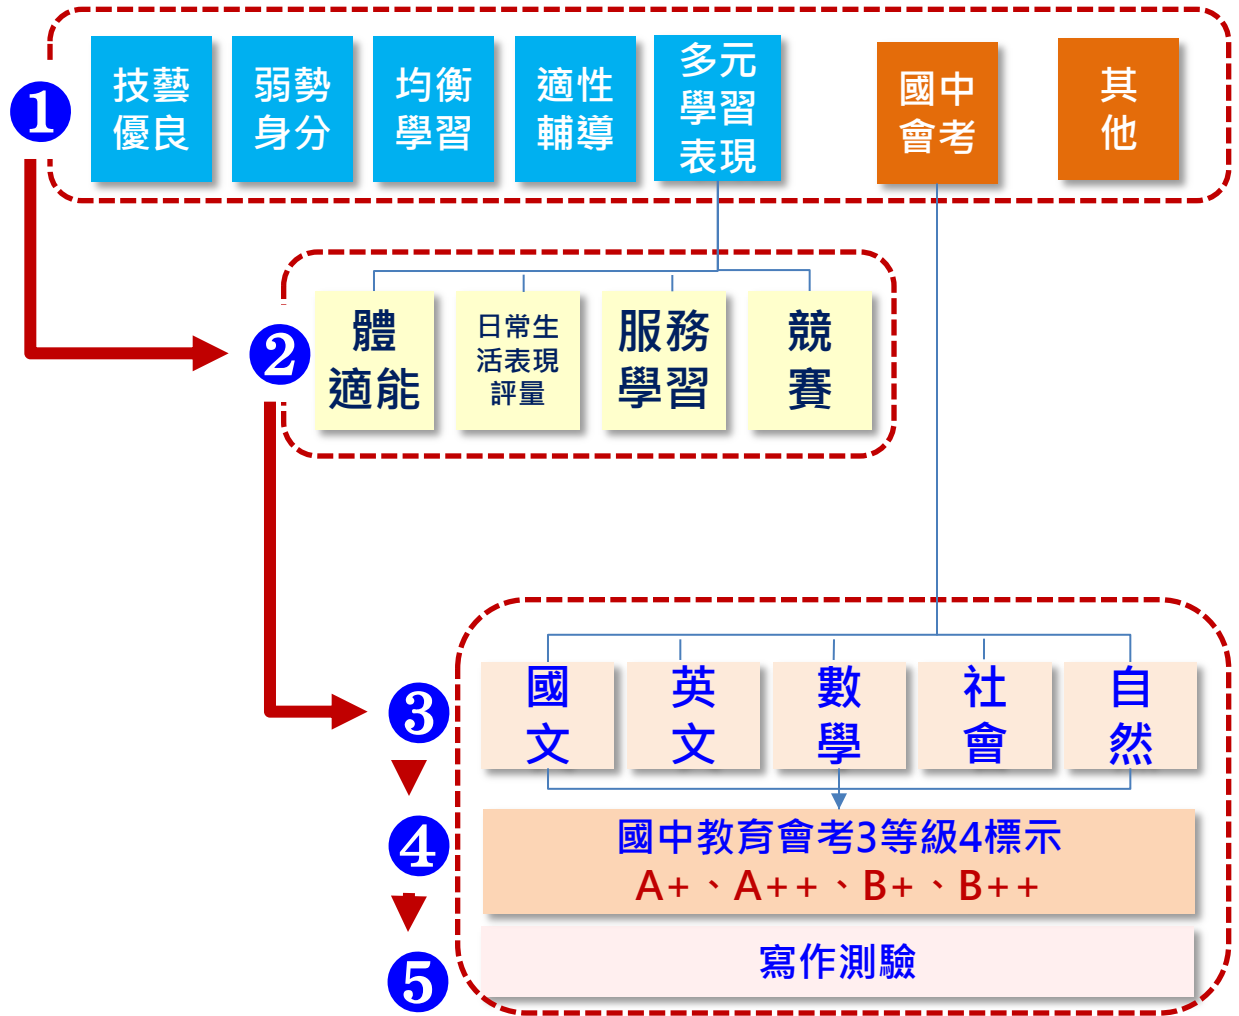 ❶
技藝
優良
弱勢
身分
均衡
學習
適性
輔導
多元
學習
表現
國中
會考
其
他
❷
體
適能
日常生
活表現
評量
服務
學習
競
賽
❸
國
文
英
文
數
學
社
會
自
然
❹
國中教育會考3等級4標示
A+、A++、B+、B++
❺
寫作測驗